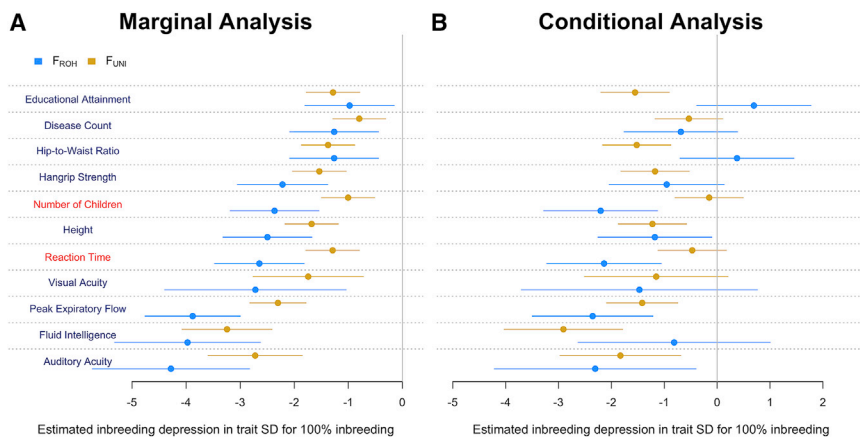 A Marginal Analysis
B Conditional Analysis
FROH FUNI
Educational Attainment
Disease Count
Hip-to-Waist Ratio
Hangrip Strength
Number of Children
Height
Reaction Time
Visual Acuity
Peak Expiratory Flow
Fluid Intelligence
Auditory Acuity
-5 -4 -3 -2 -1 0
Estimated inbreeding depression in trait SD for 100% inbreeding
-5 -4 -3 -2 -1 0 1 2
Estimated inbreeding depression in trait SD for 100% inbreeding